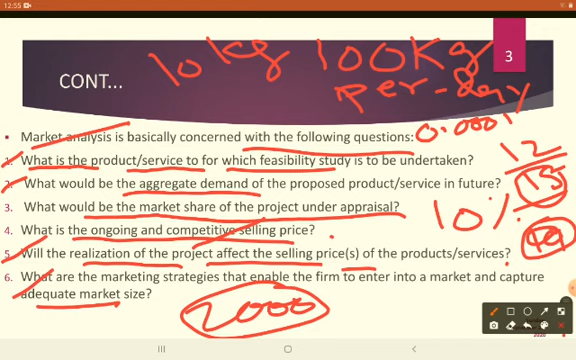 12:55
3
10 kg 100 Kg
CONT...
Per-day
0.0001%
• Market analysis is basically concerned with the following questions:
1. What is the product/service to for which feasibility study is to be undertaken?
12
2. What would be the aggregate demand of the proposed product/service in future?
3. What would be the market share of the project under appraisal?
10%
4. What is the ongoing and competitive selling price?
5. Will the realization of the project affect the selling price(s) of the products/services?
6. What are the marketing strategies that enable the firm to enter into a market and capture
adequate market size?
2000
2020